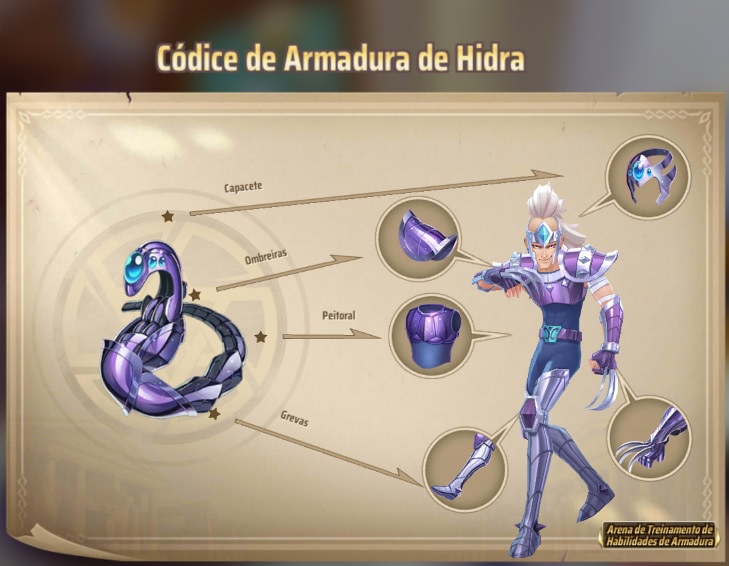 Códice de Armadura de Hidra
Capacete
Ombreiras
Peitoral
Grevas
Arena de Treinamento de
Habilidades de Armadura